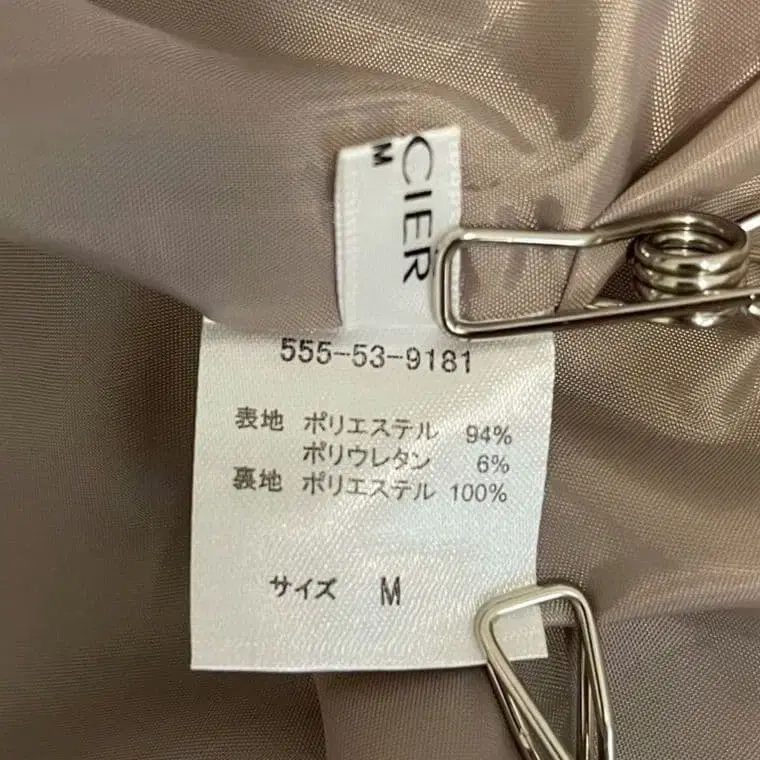 CIER
M
555-53-9181
表地 ポリエステル 94%
ポリウレタン 6%
裏地 ポリエステル 100%
サイズ M